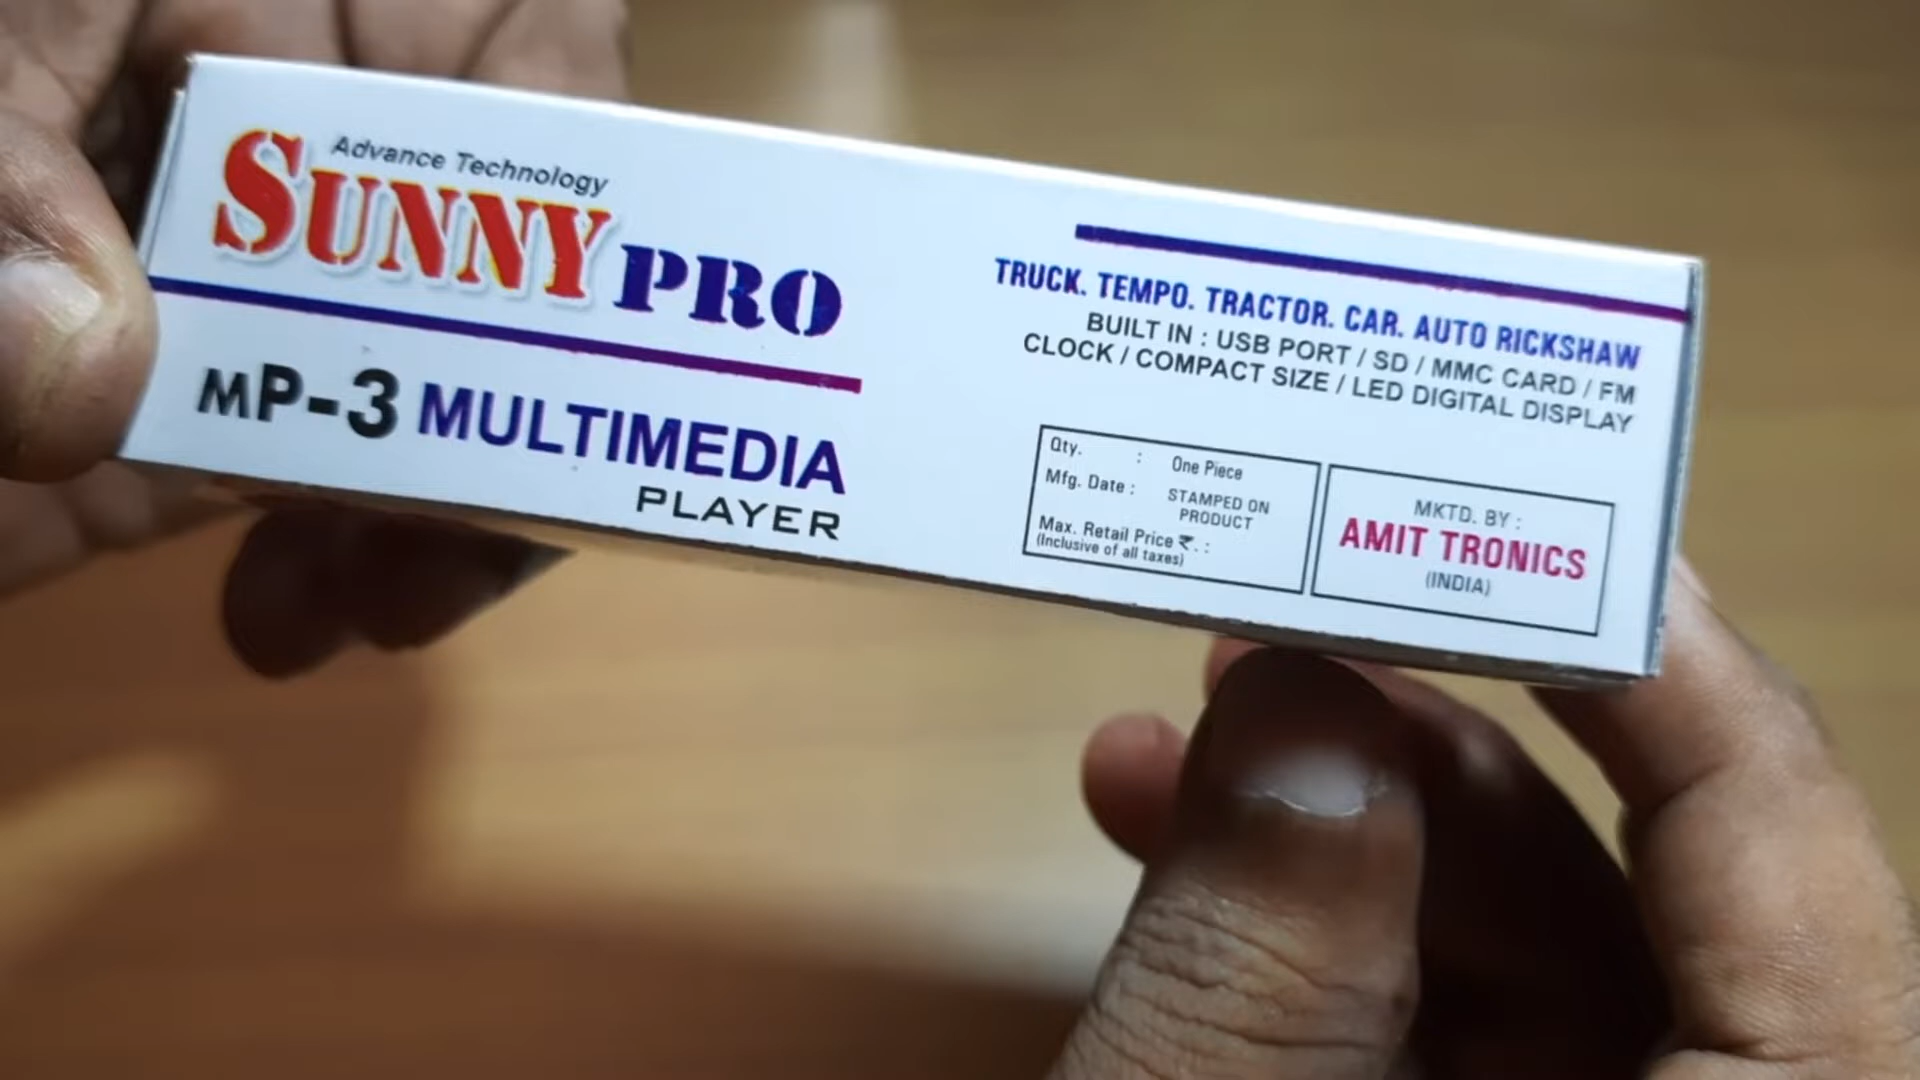 Advance Technology
SUNNY PRO
MP-3 MULTIMEDIA
PLAYER
TRUCK. TEMPO. TRACTOR. CAR. AUTO RICKSHAW
BUILT IN : USB PORT / SD / MMC CARD / FM
CLOCK / COMPACT SIZE / LED DIGITAL DISPLAY
Qty. : One Piece
Mfg. Date : STAMPED ON
PRODUCT
Max. Retail Price ₹. :
(Inclusive of all taxes)
MKTD. BY :
AMIT TRONICS
(INDIA)